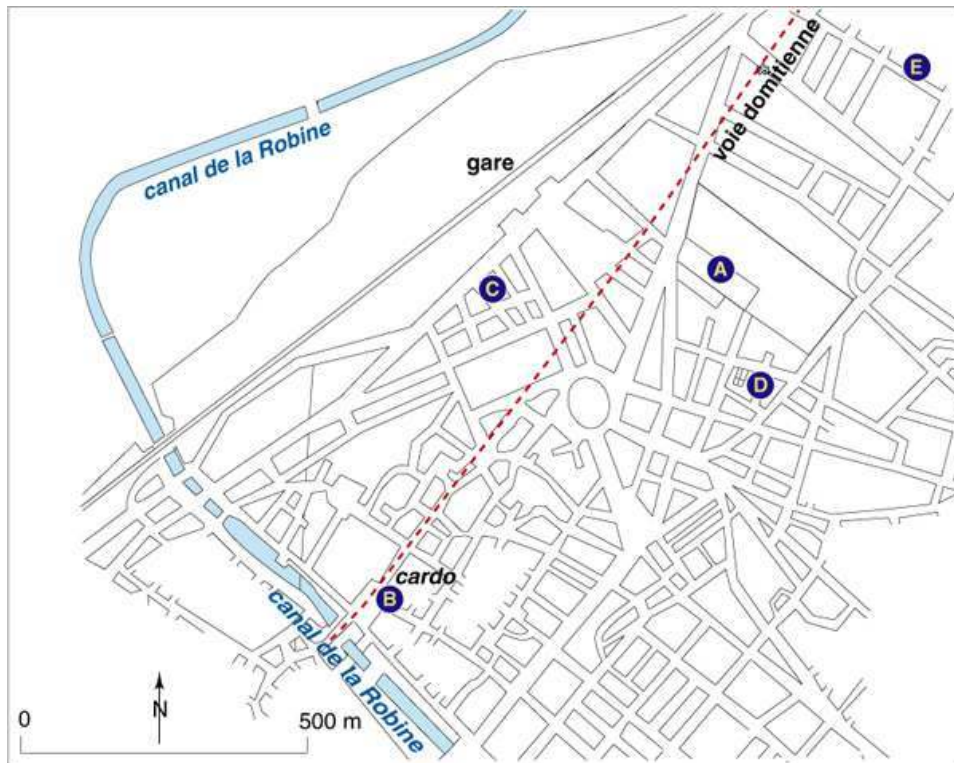 voie domitienne
E
canal de la Robine
gare
A
C
D
cardo
B
canal de la Robine
N
0
500 m